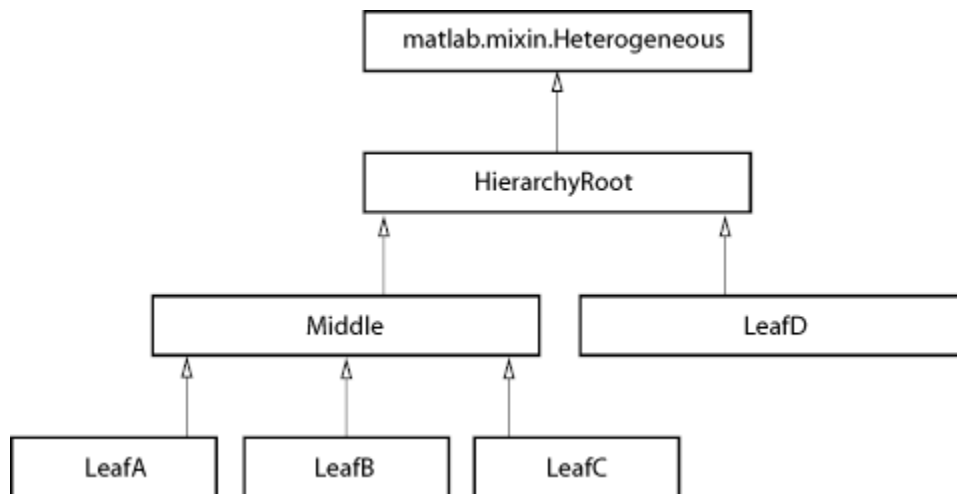 matlab.mixin.Heterogeneous
HierarchyRoot
Middle
LeafD
LeafA
LeafB
LeafC